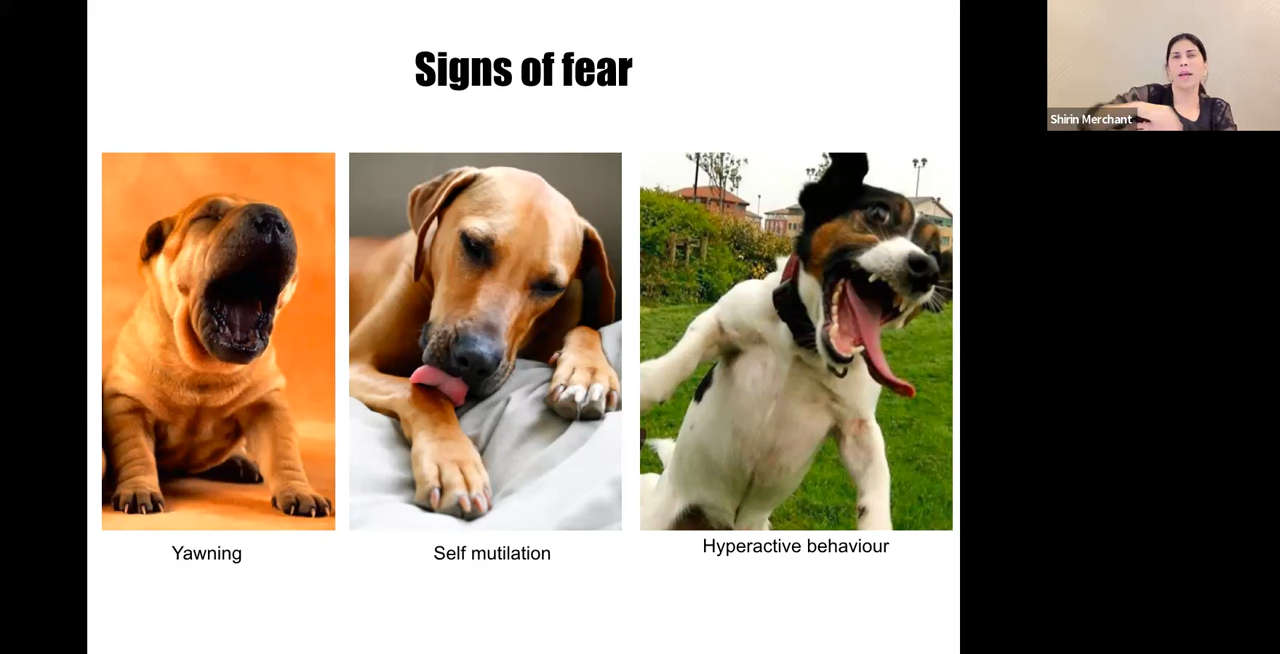 Signs of fear
Shirin Merchant
Yawning
Self mutilation
Hyperactive behaviour